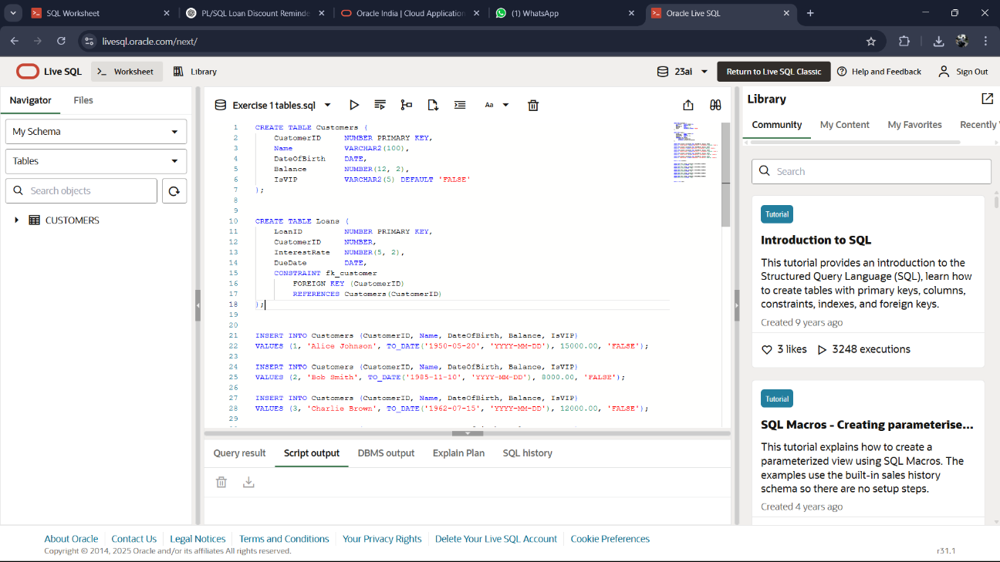 SQL Worksheet
PL/SQL Loan Discount Reminde
Oracle India | Cloud Application
(1) WhatsApp
Oracle Live SQL
livesql.oracle.com/next/
Live SQL
Worksheet
Library
23ai
Return to Live SQL Classic
Help and Feedback
Sign Out
Navigator
Files
My Schema
Tables
Search objects
CUSTOMERS
Exercise 1 tables.sql
Aa
1 CREATE TABLE Customers (
2 CustomerID NUMBER PRIMARY KEY,
3 Name VARCHAR2(100),
4 DateOfBirth DATE,
5 Balance NUMBER(12, 2),
6 IsVIP VARCHAR2(5) DEFAULT 'FALSE'
7 );
8
9
10 CREATE TABLE Loans (
11 LoanID NUMBER PRIMARY KEY,
12 CustomerID NUMBER,
13 InterestRate NUMBER(5, 2),
14 DueDate DATE,
15 CONSTRAINT fk_customer
16 FOREIGN KEY (CustomerID)
17 REFERENCES Customers(CustomerID)
18 );
19
20
21 INSERT INTO Customers (CustomerID, Name, DateOfBirth, Balance, IsVIP)
22 VALUES (1, 'Alice Johnson', TO_DATE('1950-05-20', 'YYYY-MM-DD'), 15000.00, 'FALSE');
23
24 INSERT INTO Customers (CustomerID, Name, DateOfBirth, Balance, IsVIP)
25 VALUES (2, 'Bob Smith', TO_DATE('1985-11-10', 'YYYY-MM-DD'), 8000.00, 'FALSE');
26
27 INSERT INTO Customers (CustomerID, Name, DateOfBirth, Balance, IsVIP)
28 VALUES (3, 'Charlie Brown', TO_DATE('1962-07-15', 'YYYY-MM-DD'), 12000.00, 'FALSE');
29
Query result
Script output
DBMS output
Explain Plan
SQL history
Library
Community
My Content
My Favorites
Recently
Search
Tutorial
Introduction to SQL
This tutorial provides an introduction to the
Structured Query Language (SQL), learn how
to create tables with primary keys, columns,
constraints, indexes, and foreign keys.
Created 9 years ago
3 likes
3248 executions
Tutorial
SQL Macros - Creating parameterise...
This tutorial explains how to create a
parameterized view using SQL Macros. The
examples use the built-in sales history
schema so there are no setup steps.
Created 4 years ago
About Oracle
Contact Us
Legal Notices
Terms and Conditions
Your Privacy Rights
Delete Your Live SQL Account
Cookie Preferences
Copyright © 2014, 2025 Oracle and/or its affiliates All rights reserved.
r31.1